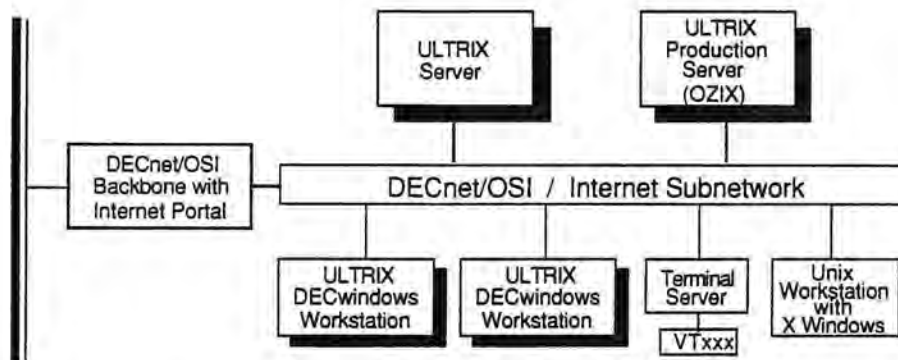 ULTRIX
Server
ULTRIX
Production
Server
(OZIX)
DECnet/OSI
Backbone with
Internet Portal
DECnet/OSI / Internet Subnetwork
ULTRIX
DECwindows
Workstation
ULTRIX
DECwindows
Workstation
Terminal
Server
VTxxx
Unix
Workstation
with
X Windows